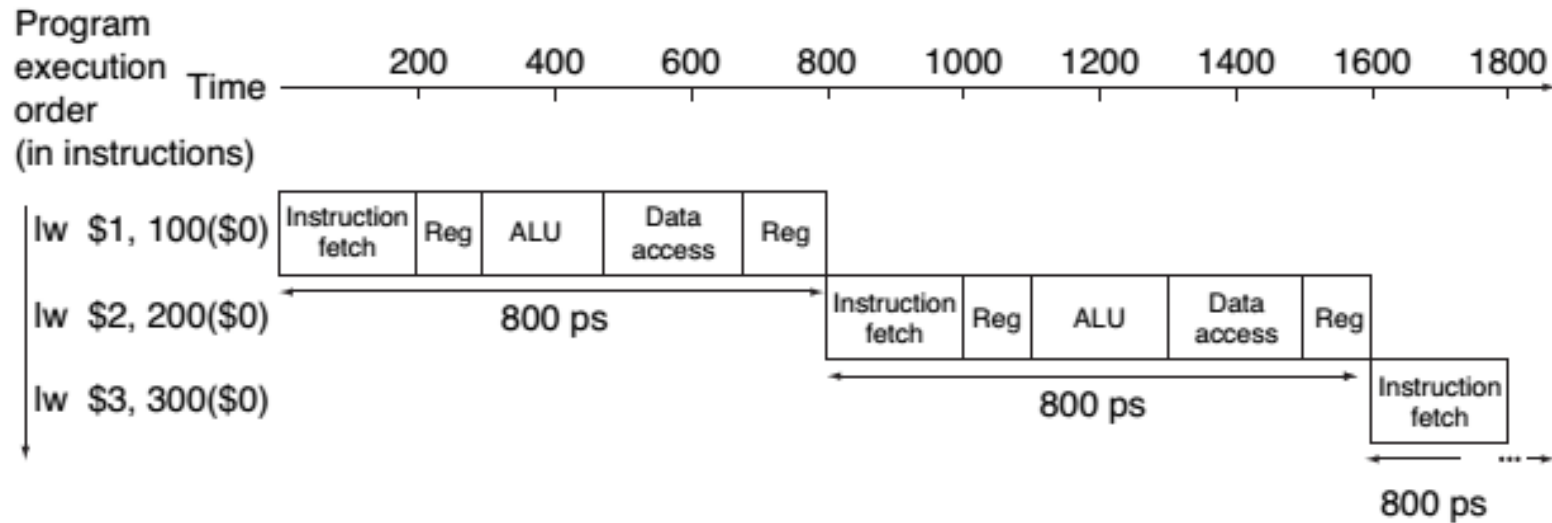 Program
execution
order
(in instructions)
Time
200 400 600 800 1000 1200 1400 1600 1800
lw $1, 100($0)
Instruction
fetch
Reg
ALU
Data
access
Reg
800 ps
lw $2, 200($0)
Instruction
fetch
Reg
ALU
Data
access
Reg
800 ps
lw $3, 300($0)
Instruction
fetch
...
800 ps